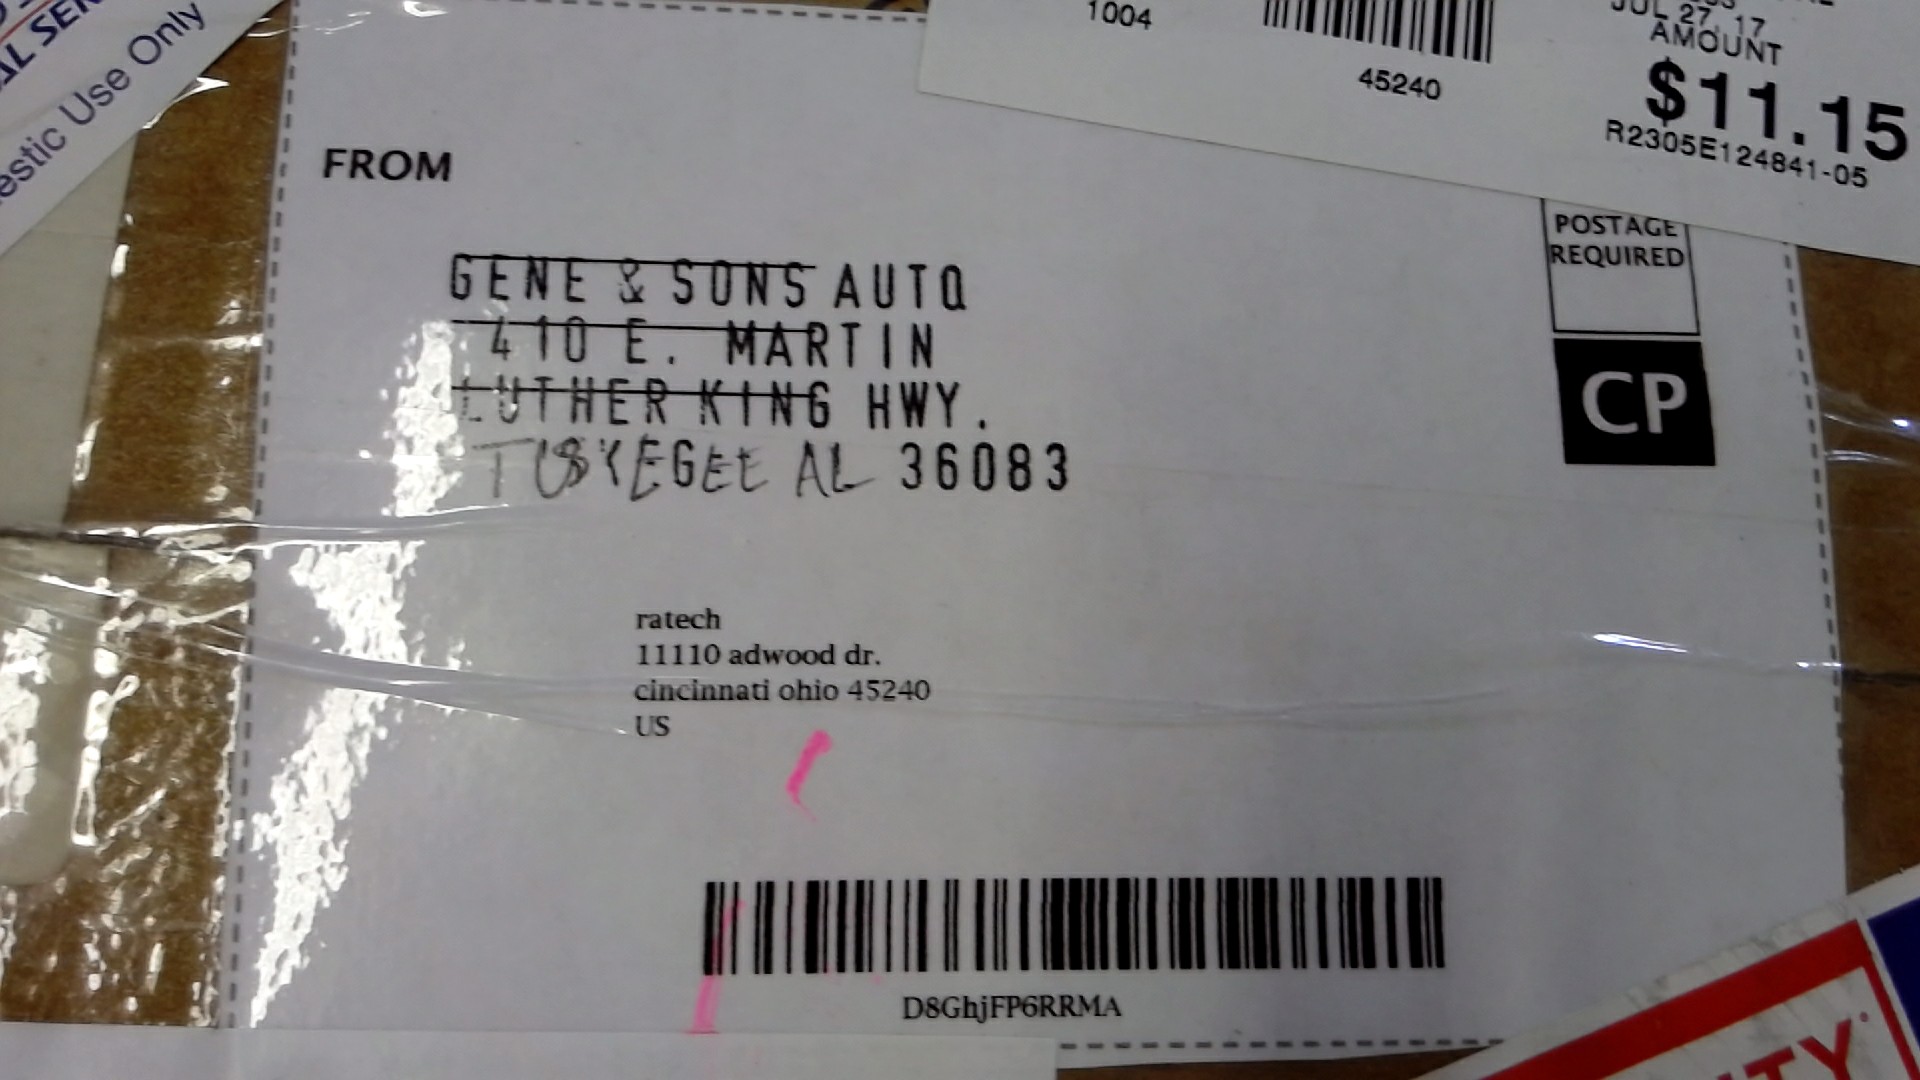 estic Use Only
1004
45240
JUL 27, 17
AMOUNT
$11.15
R2305E124841-05
FROM
POSTAGE
REQUIRED
CP
GENE & SONS AUTO
410 E. MARTIN
LUTHER KING HWY.
TUSKEGEE AL 36083
ratech
11110 adwood dr.
cincinnati ohio 45240
US
D8GhjFP6RRMA